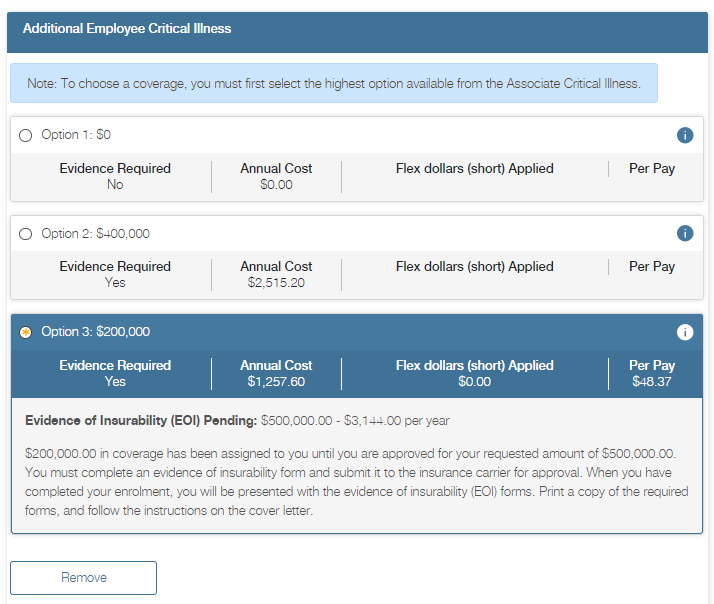 Additional Employee Critical Illness
Note: To choose a coverage, you must first select the highest option available from the Associate Critical Illness.
Option 1: $0
Evidence Required Annual Cost Flex dollars (short) Applied Per Pay
No $0.00
Option 2: $400,000
Evidence Required Annual Cost Flex dollars (short) Applied Per Pay
Yes $2,515.20
Option 3: $200,000
Evidence Required Annual Cost Flex dollars (short) Applied Per Pay
Yes $1,257.60 $0.00 $48.37
Evidence of Insurability (EOI) Pending: $500,000.00 - $3,144.00 per year
$200,000.00 in coverage has been assigned to you until you are approved for your requested amount of $500,000.00.
You must complete an evidence of insurability form and submit it to the insurance carrier for approval. When you have
completed your enrolment, you will be presented with the evidence of insurability (EOI) forms. Print a copy of the required
forms, and follow the instructions on the cover letter.
Remove